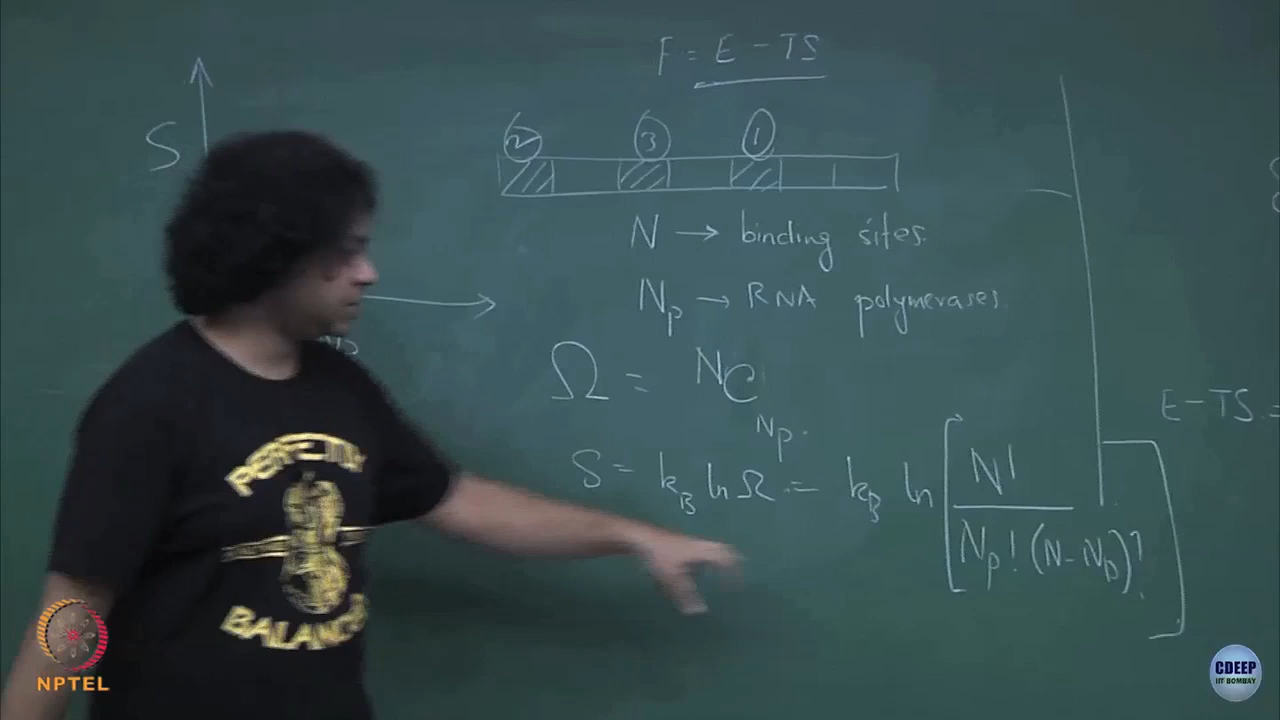 F = E - TS
S
② ③ ①
N → binding sites.
N_p → RNA polymerases.
Ω = ^N C_{N_p}.
E - TS =
S = k_B ln Ω = k_B ln [ N! / N_p! (N - N_p)! ]
PERFECTLY
BALANCED
NPTEL
CDEEP
IIT BOMBAY